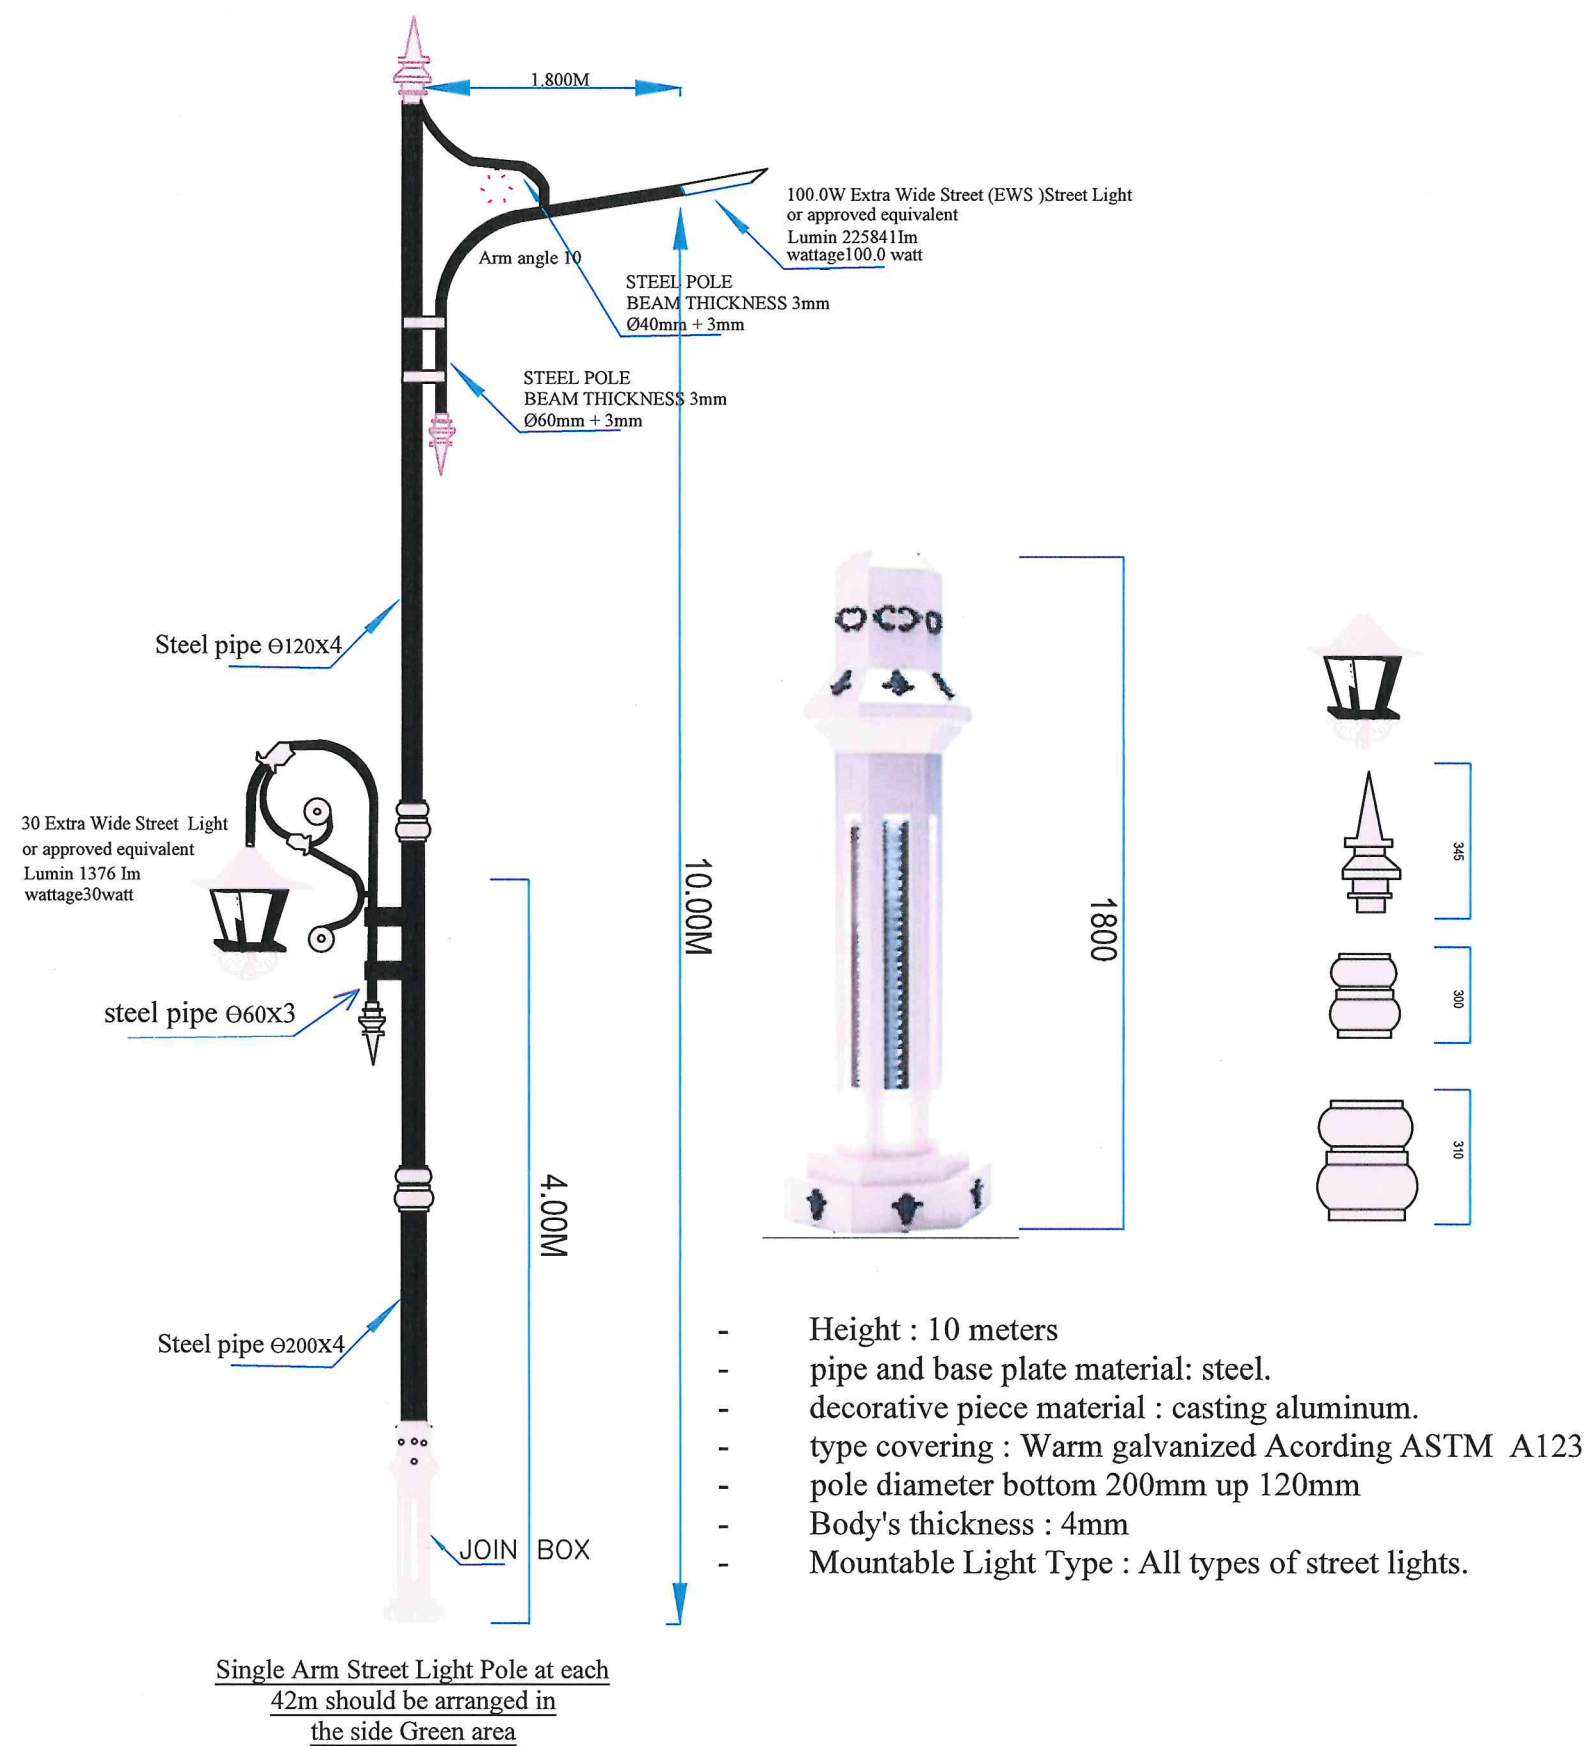 1.800M
100.0W Extra Wide Street (EWS )Street Light
or approved equivalent
Lumin 225841Im
wattage100.0 watt
Arm angle 10
STEEL POLE
BEAM THICKNESS 3mm
Ø40mm + 3mm
STEEL POLE
BEAM THICKNESS 3mm
Ø60mm + 3mm
Steel pipe Ɵ120X4
30 Extra Wide Street Light
or approved equivalent
Lumin 1376 Im
wattage30watt
steel pipe Ɵ60X3
Steel pipe Ɵ200X4
10.00M
4.00M
1800
345
300
310
JOIN BOX
- Height : 10 meters
- pipe and base plate material: steel.
- decorative piece material : casting aluminum.
- type covering : Warm galvanized Acording ASTM A123
- pole diameter bottom 200mm up 120mm
- Body's thickness : 4mm
- Mountable Light Type : All types of street lights.
Single Arm Street Light Pole at each
42m should be arranged in
the side Green area